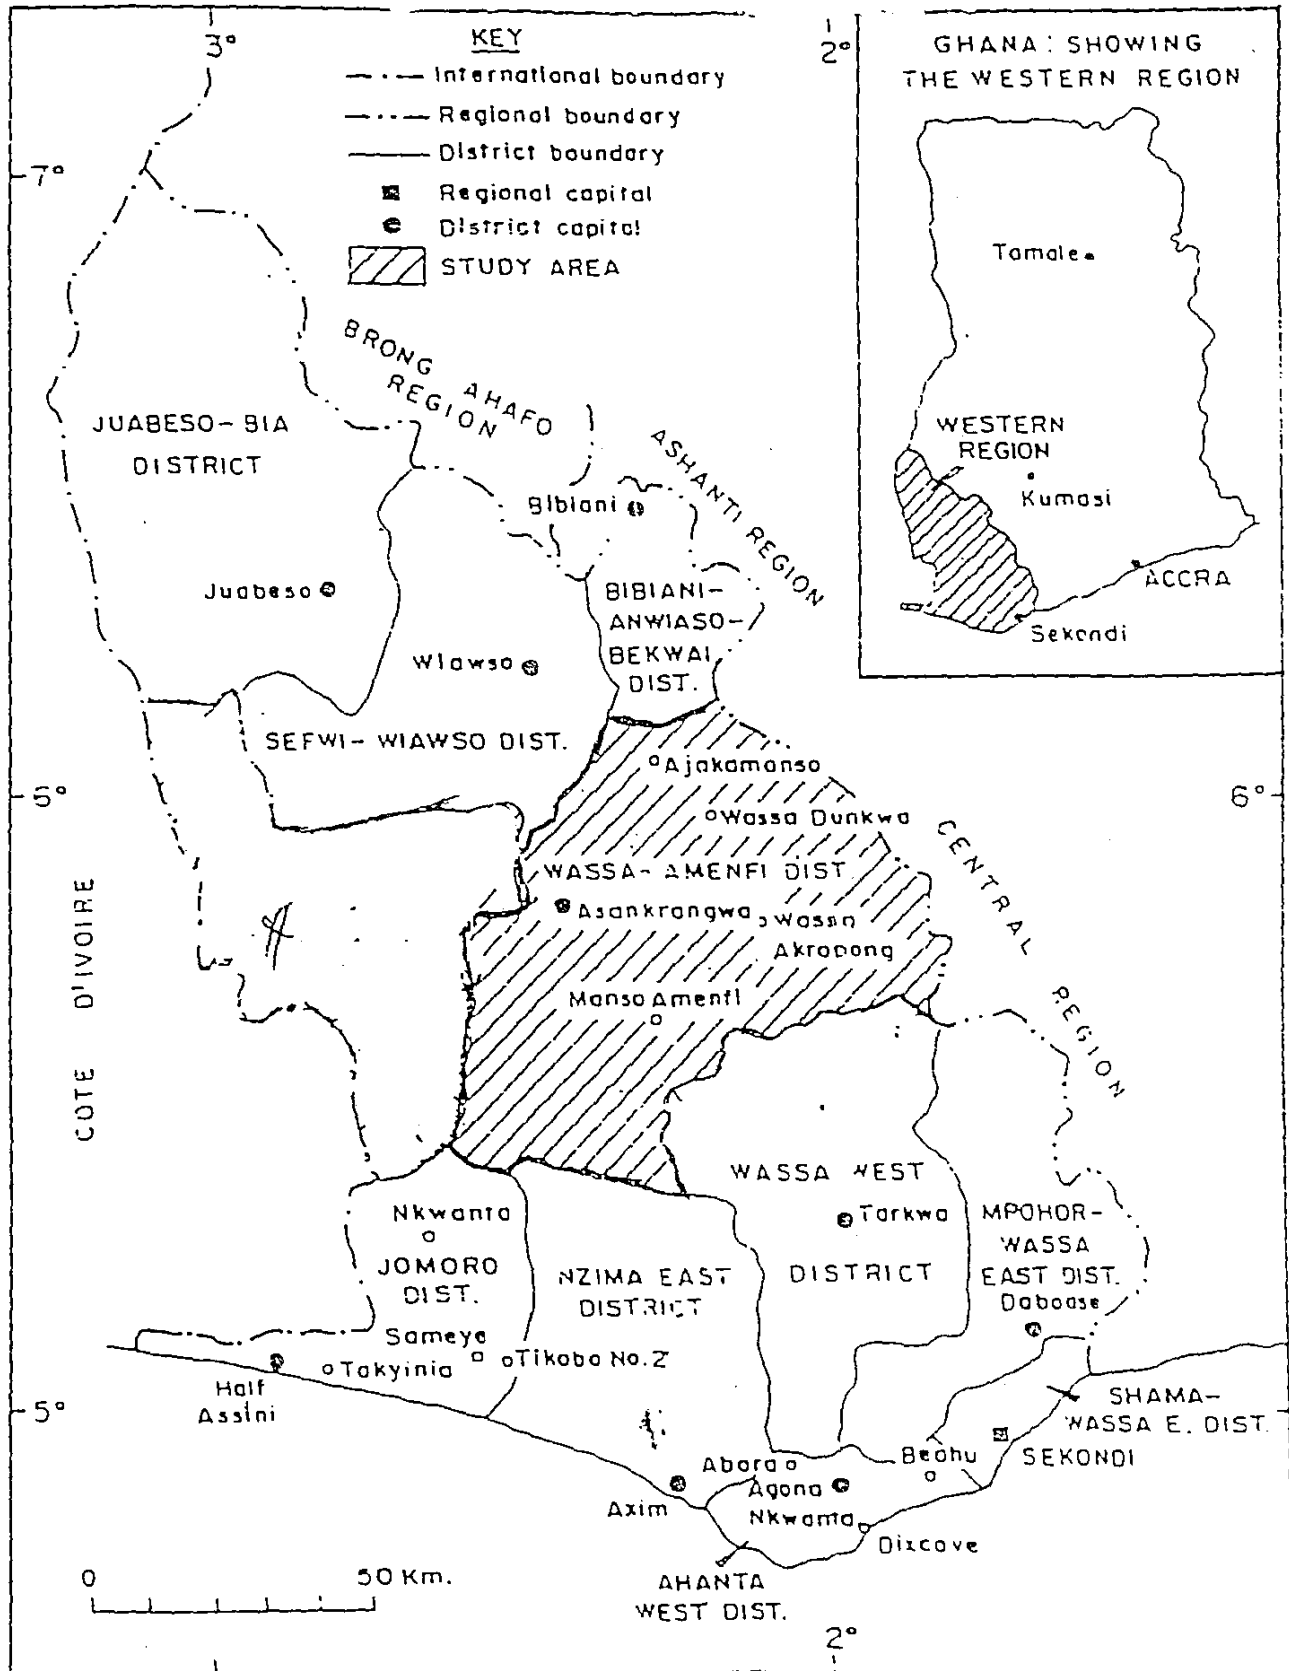 3°
KEY
International boundary
Regional boundary
District boundary
Regional capital
District capital
STUDY AREA
2°
GHANA: SHOWING
THE WESTERN REGION
Tamale
WESTERN
REGION
Kumasi
ACCRA
Sekondi
7°
BRONG AHAFO
REGION
ASHANTI REGION
JUABESO-BIA
DISTRICT
Bibiani
Juabeso
BIBIANI-
ANWIASO-
BEKWAI
DIST.
Wiawso
SEFWI-WIAWSO DIST.
Ajakamanso
5°
6°
Wassa Dunkwa
CENTRAL REGION
WASSA-AMENFI DIST.
Asankrangwa
Wassa
Akropong
COTE D'IVOIRE
Manso Amenfi
WASSA WEST
DISTRICT
Tarkwa
Nkwanta
JOMORO
DIST.
NZIMA EAST
DISTRICT
MPOHOR-
WASSA
EAST DIST.
Daboase
Sameye
Takyinia
Tikobo No.2
Half
Assini
SHAMA-
WASSA E. DIST.
5°
SEKONDI
Beahu
Abora
Agona
Nkwanta
Axim
Dixcove
AHANTA
WEST DIST.
0 50 Km.
2°